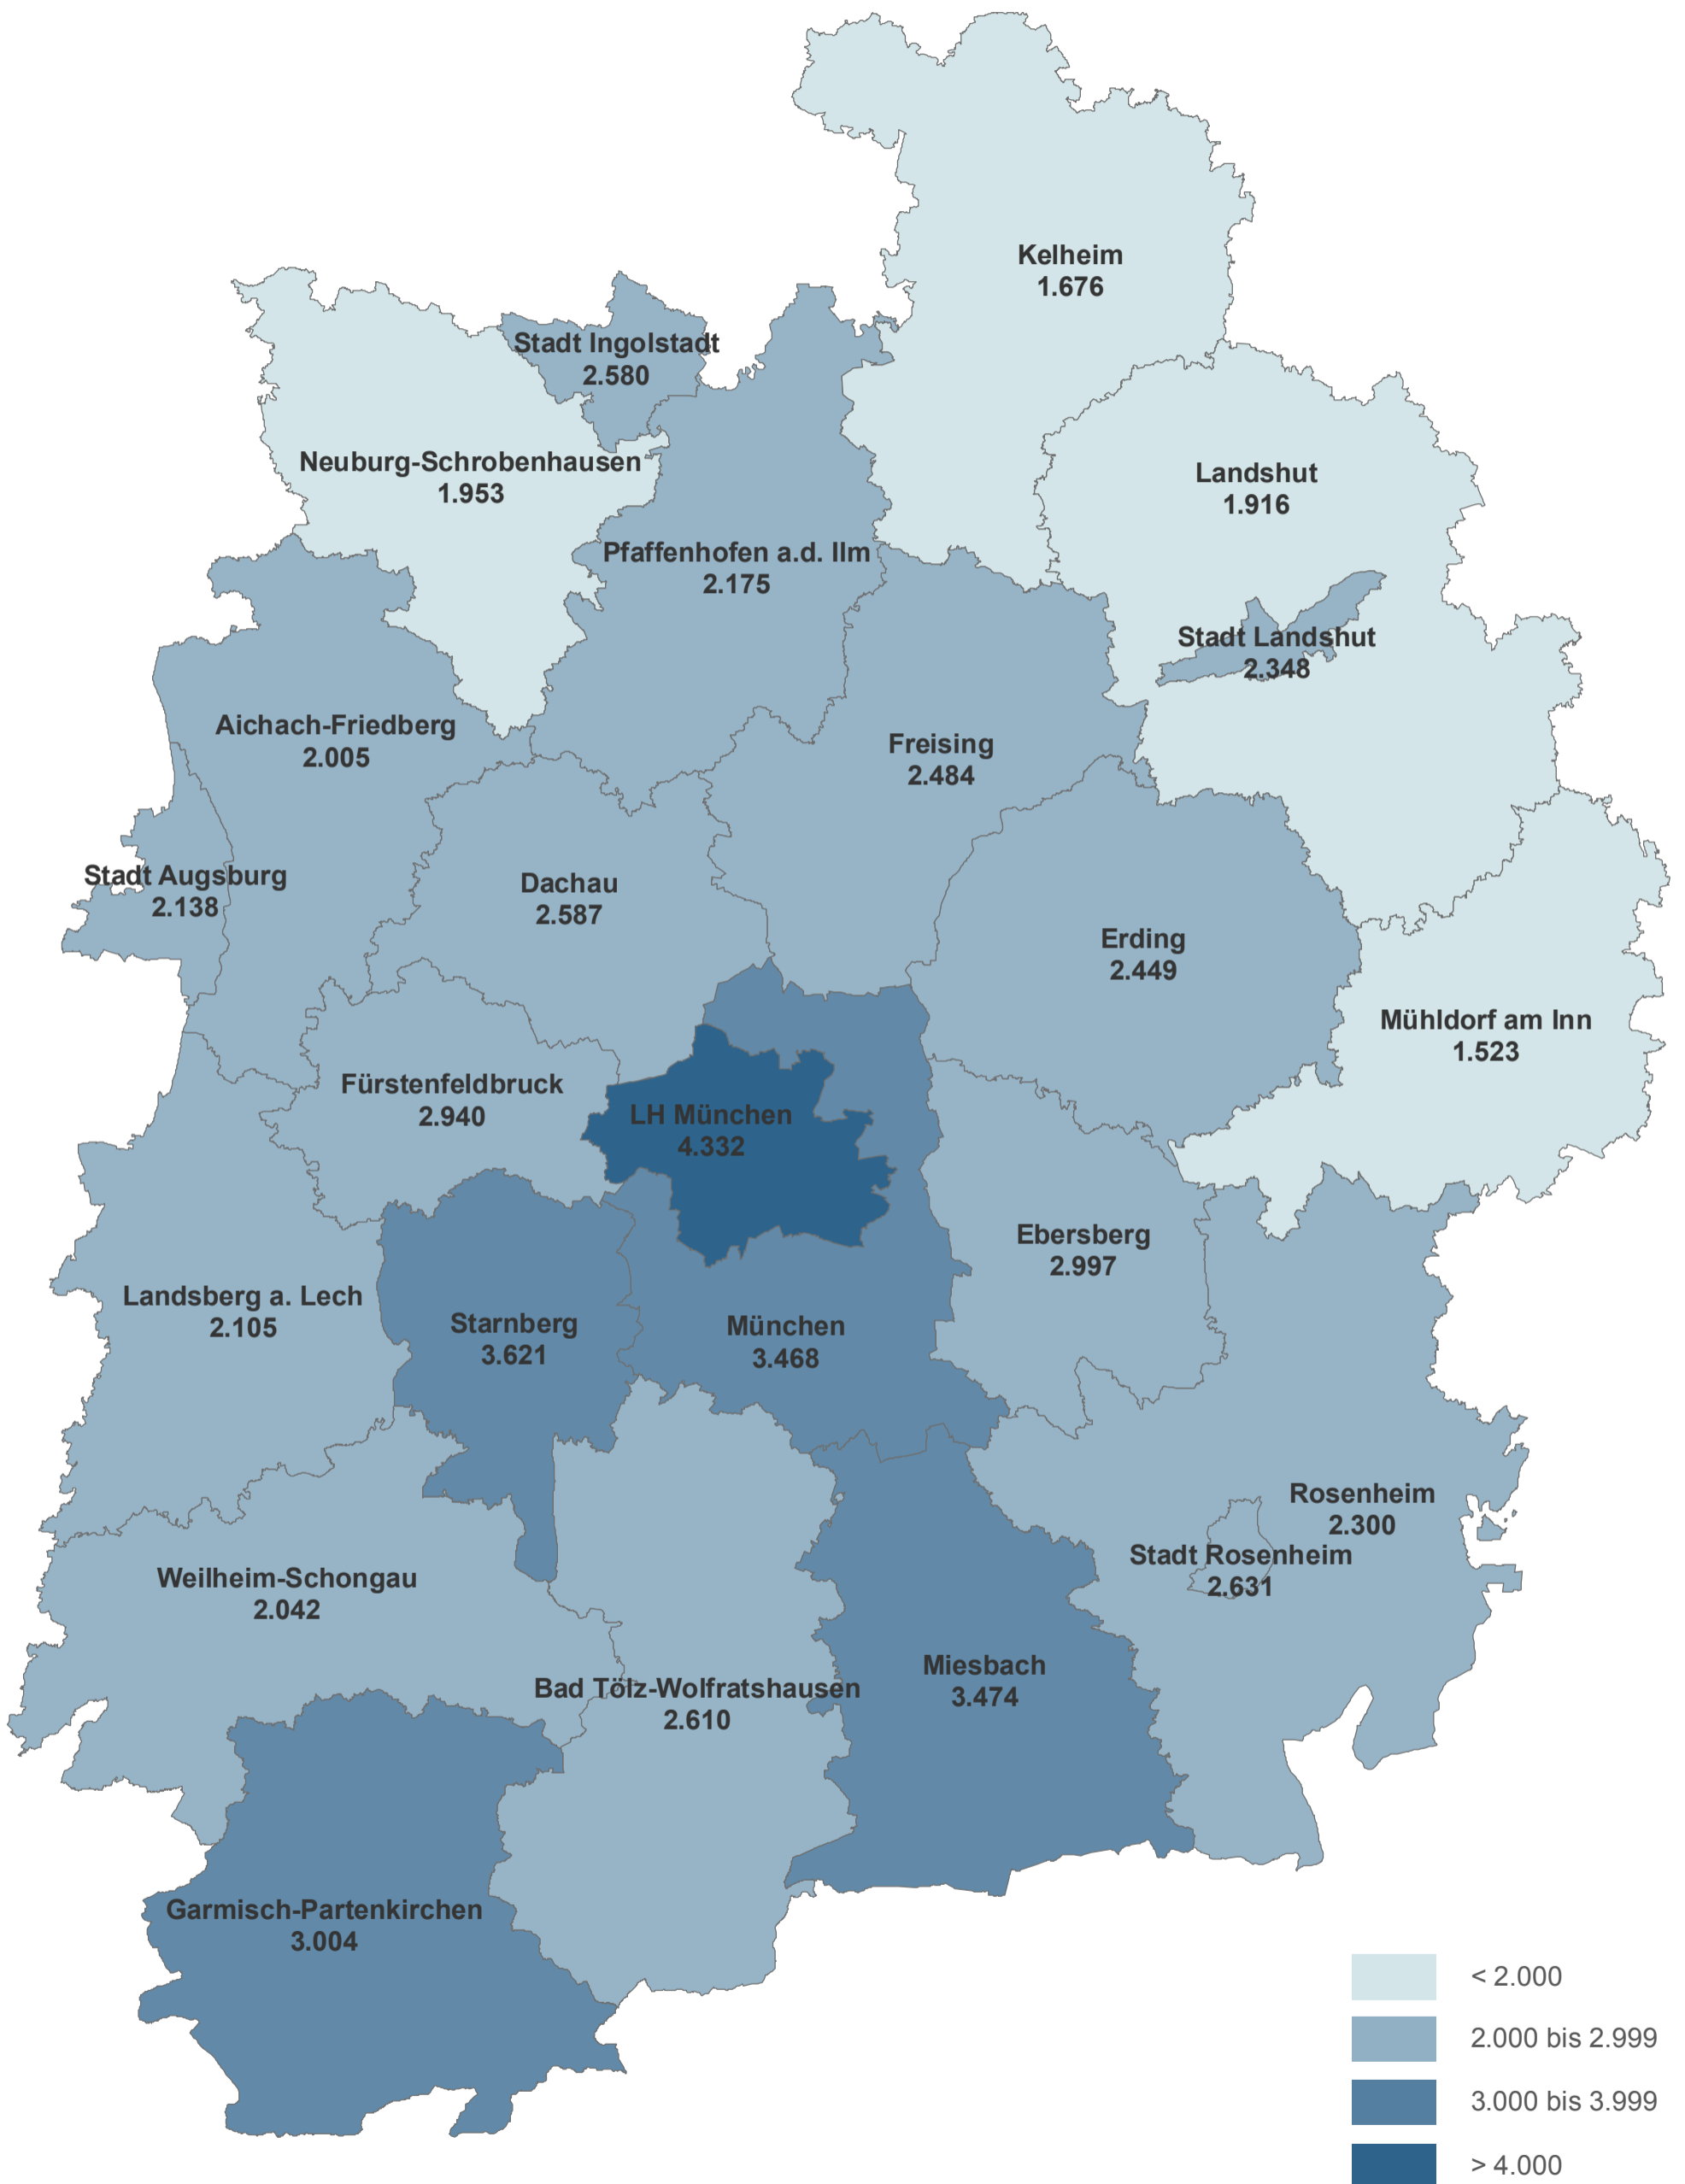 Kelheim
1.676
Stadt Ingolstadt
2.580
Neuburg-Schrobenhausen
1.953
Landshut
1.916
Pfaffenhofen a.d. Ilm
2.175
Stadt Landshut
2.348
Aichach-Friedberg
2.005
Freising
2.484
Stadt Augsburg
2.138
Dachau
2.587
Erding
2.449
Mühldorf am Inn
1.523
Fürstenfeldbruck
2.940
LH München
4.332
Ebersberg
2.997
Landsberg a. Lech
2.105
Starnberg
3.621
München
3.468
Rosenheim
2.300
Stadt Rosenheim
2.631
Weilheim-Schongau
2.042
Miesbach
3.474
Bad Tölz-Wolfratshausen
2.610
Garmisch-Partenkirchen
3.004
< 2.000
2.000 bis 2.999
3.000 bis 3.999
> 4.000